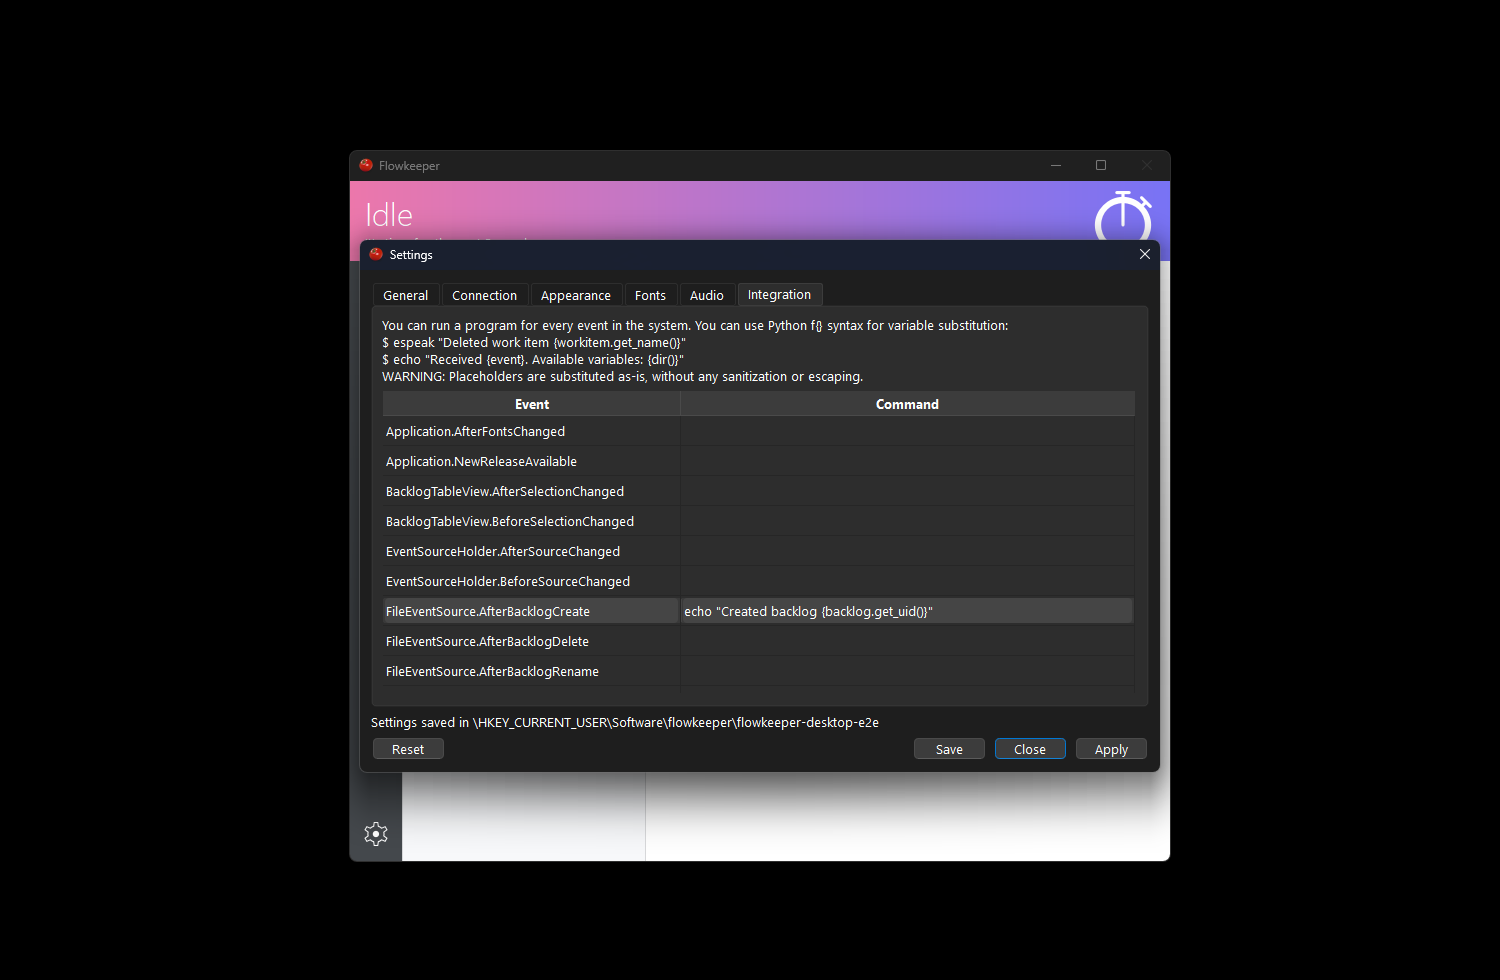 Flowkeeper
Idle
Settings
General Connection Appearance Fonts Audio Integration
You can run a program for every event in the system. You can use Python f{} syntax for variable substitution:
$ espeak "Deleted work item {workitem.get_name()}"
$ echo "Received {event}. Available variables: {dir()}"
WARNING: Placeholders are substituted as-is, without any sanitization or escaping.
Event Command
Application.AfterFontsChanged
Application.NewReleaseAvailable
BacklogTableView.AfterSelectionChanged
BacklogTableView.BeforeSelectionChanged
EventSourceHolder.AfterSourceChanged
EventSourceHolder.BeforeSourceChanged
FileEventSource.AfterBacklogCreate echo "Created backlog {backlog.get_uid()}"
FileEventSource.AfterBacklogDelete
FileEventSource.AfterBacklogRename
Settings saved in \HKEY_CURRENT_USER\Software\flowkeeper\flowkeeper-desktop-e2e
Reset Save Close Apply